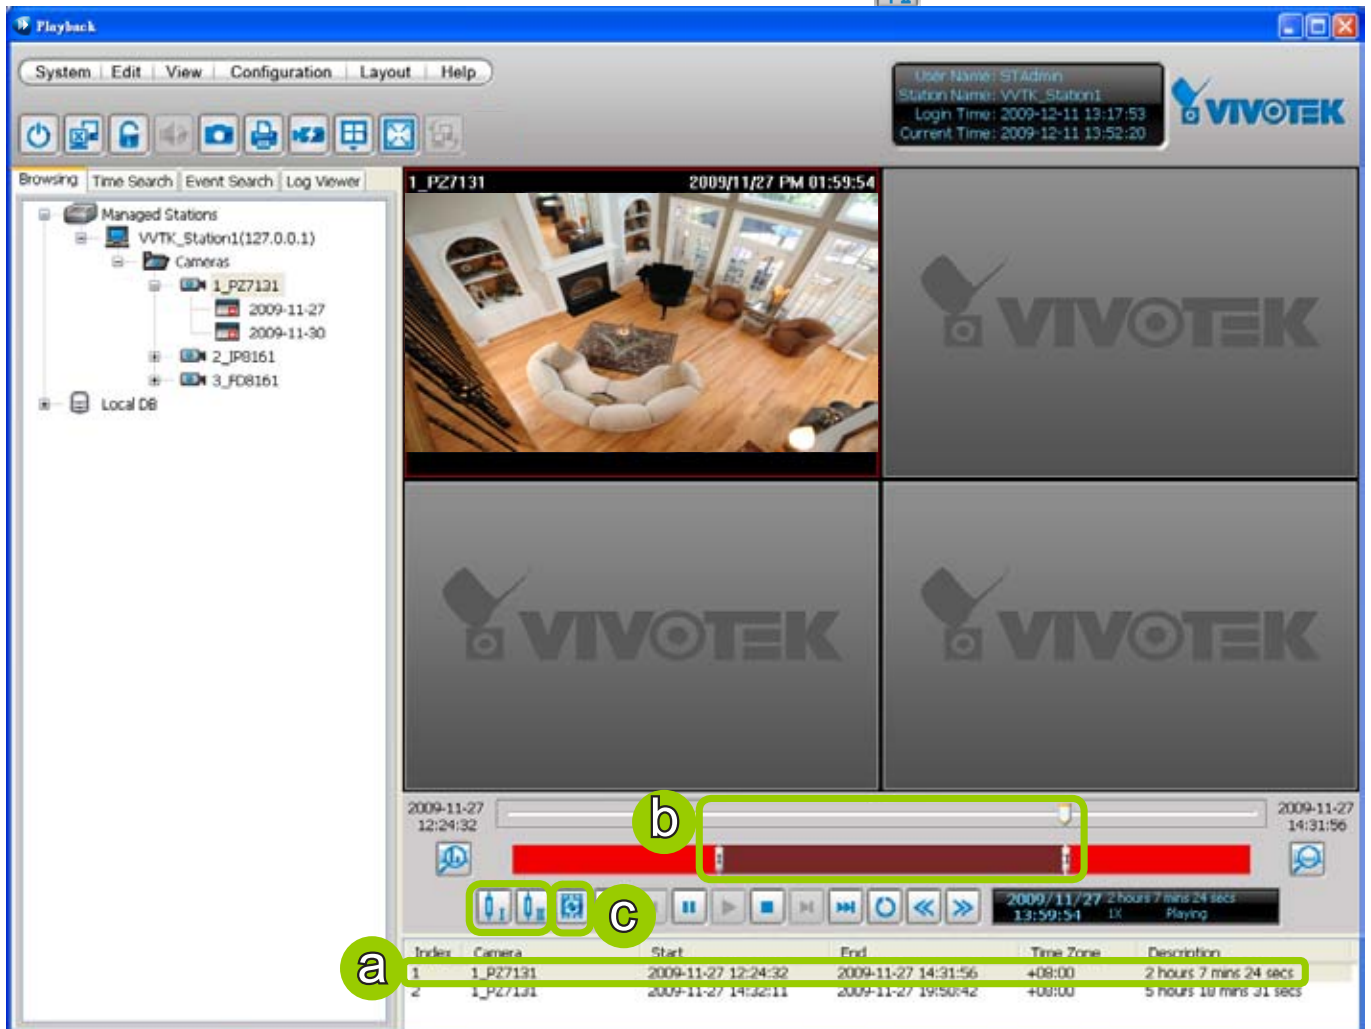 Playback
System Edit View Configuration Layout Help
User Name: STAdmin
Station Name: VVTK_Station1
Login Time: 2009-12-11 13:17:53
Current Time: 2009-12-11 13:52:20
VIVOTEK
Browsing Time Search Event Search Log Viewer
Managed Stations
VVTK_Station1(127.0.0.1)
Cameras
1_PZ7131
2009-11-27
2009-11-30
2_IP8161
3_FD8161
Local DB
1_PZ7131 2009/11/27 PM 01:59:54
VIVOTEK
VIVOTEK
VIVOTEK
2009-11-27
12:24:32
b
2009-11-27
14:31:56
I II
c
2009/11/27 2 hours 7 mins 24 secs
13:59:54 1X Playing
a
Index Camera Start End Time Zone Description
1 1_PZ7131 2009-11-27 12:24:32 2009-11-27 14:31:56 +08:00 2 hours 7 mins 24 secs
2 1_PZ7131 2009-11-27 14:32:11 2009-11-27 19:50:42 +08:00 5 hours 18 mins 31 secs